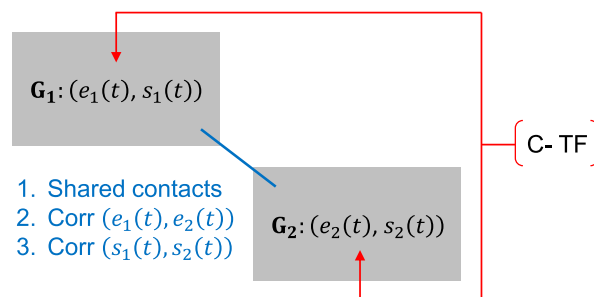 G₁: (e₁(t), s₁(t))
C- TF
1. Shared contacts
2. Corr (e₁(t), e₂(t))
3. Corr (s₁(t), s₂(t))
G₂: (e₂(t), s₂(t))